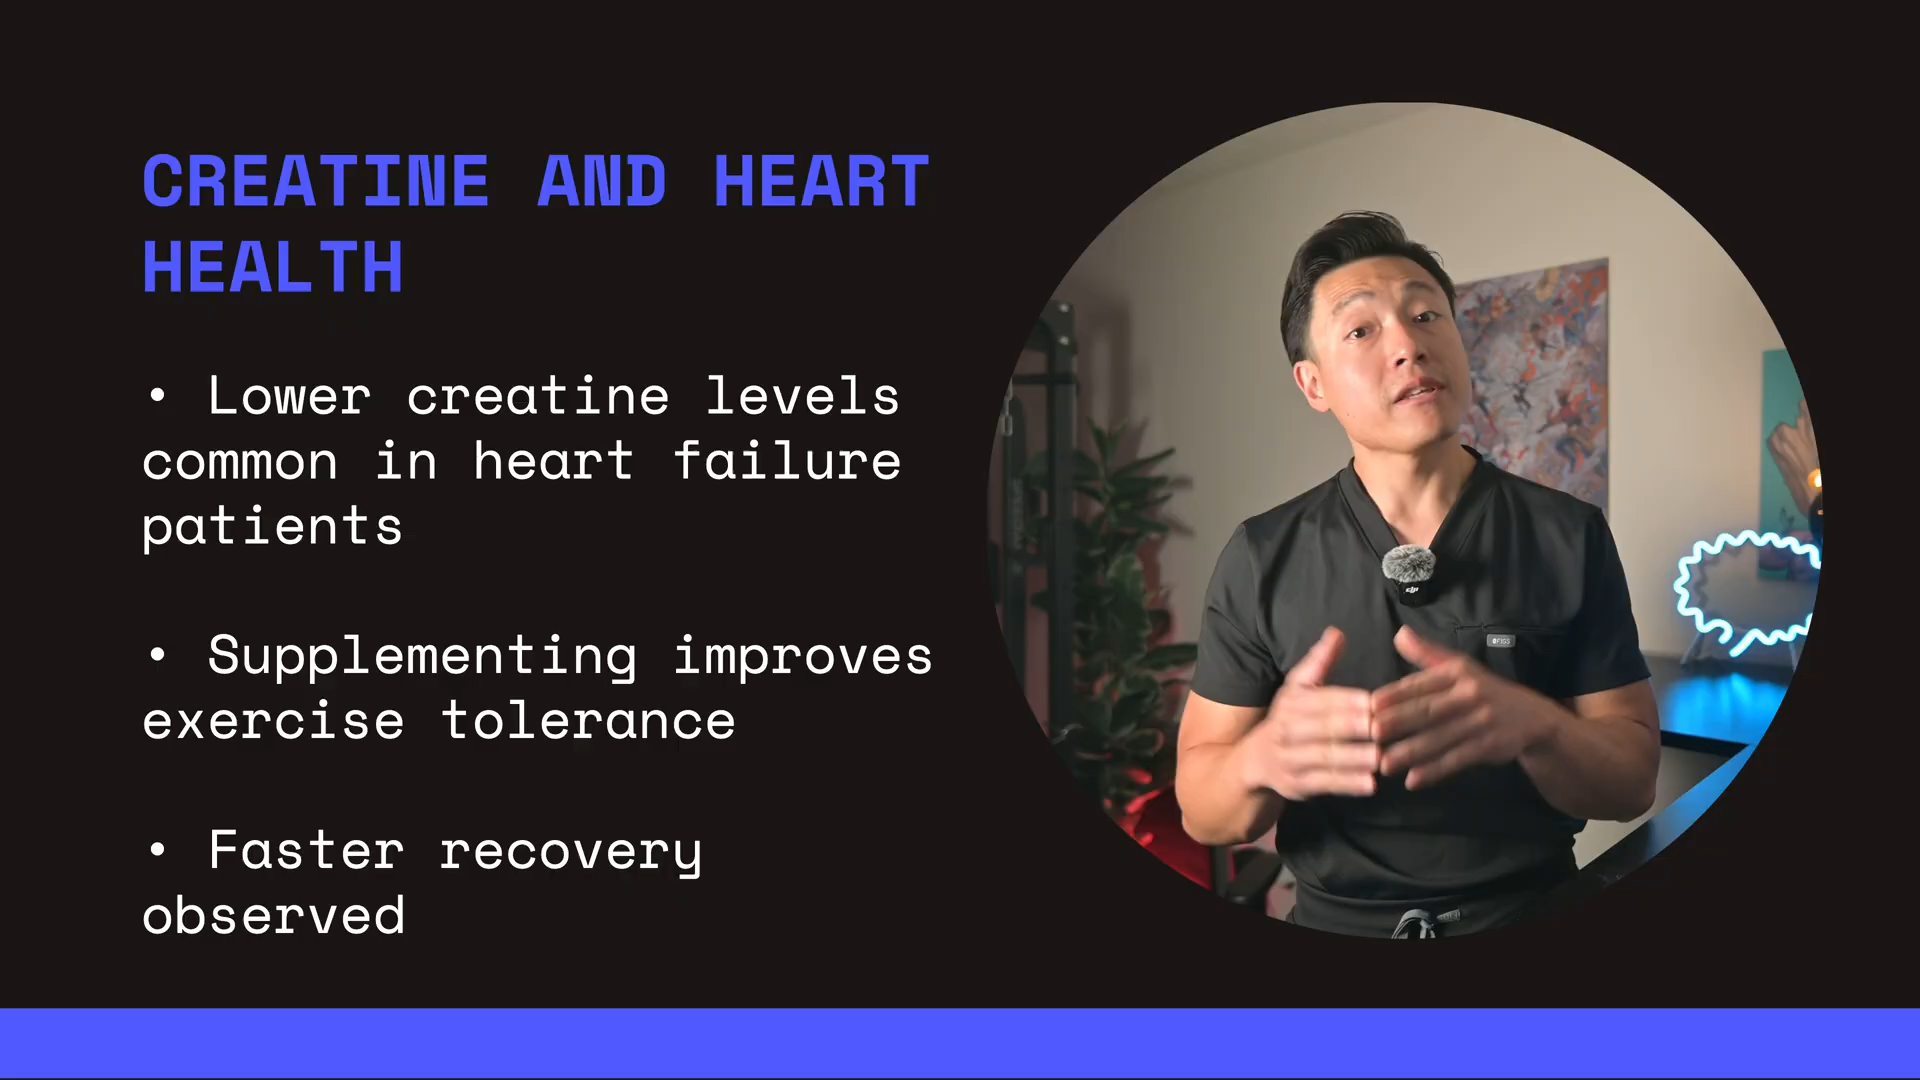 CREATINE AND HEART
HEALTH
• Lower creatine levels
common in heart failure
patients
• Supplementing improves
exercise tolerance
• Faster recovery
observed
dji